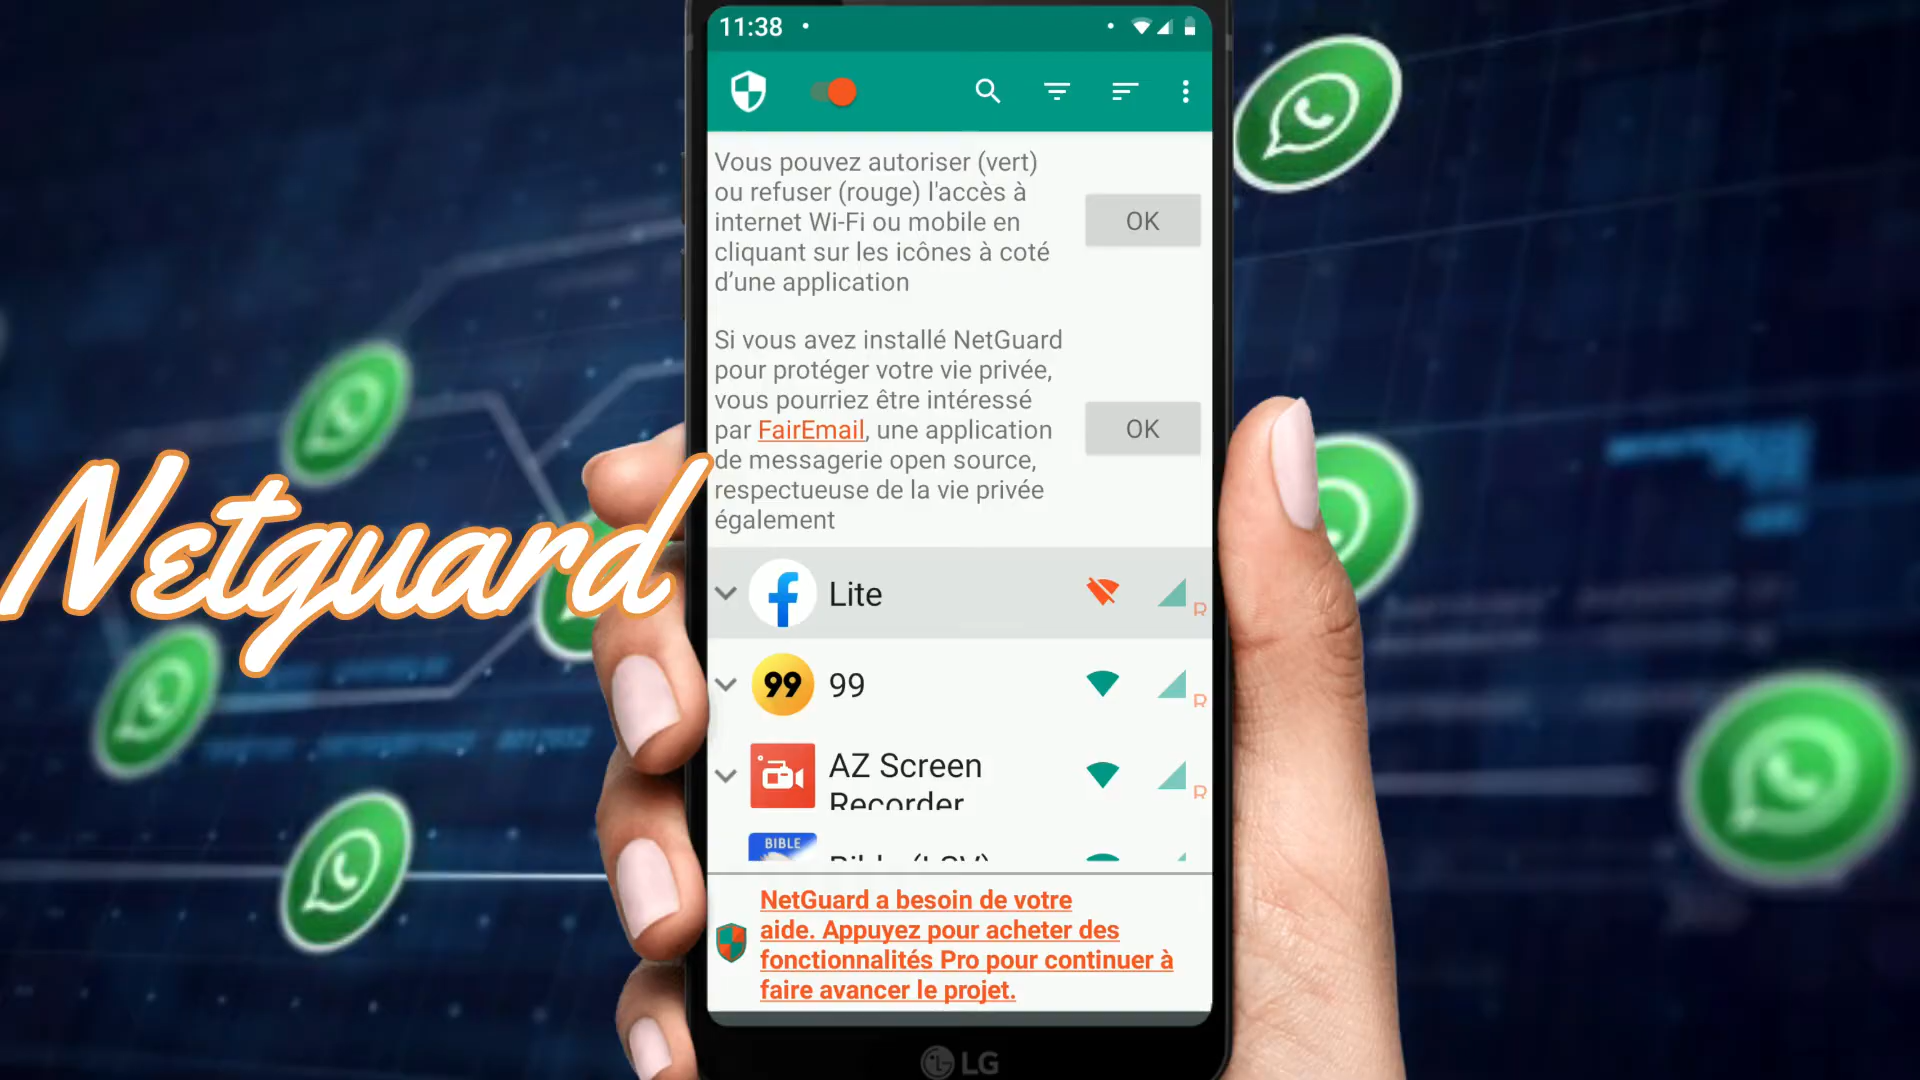 11:38
Vous pouvez autoriser (vert)
ou refuser (rouge) l'accès à
internet Wi-Fi ou mobile en
cliquant sur les icônes à coté
d’une application
OK
Si vous avez installé NetGuard
pour protéger votre vie privée,
vous pourriez être intéressé
par FairEmail, une application
de messagerie open source,
respectueuse de la vie privée
également
OK
Netguard
Lite
R
99
99
R
AZ Screen
Recorder
R
BIBLE
NetGuard a besoin de votre
aide. Appuyez pour acheter des
fonctionnalités Pro pour continuer à
faire avancer le projet.
LG